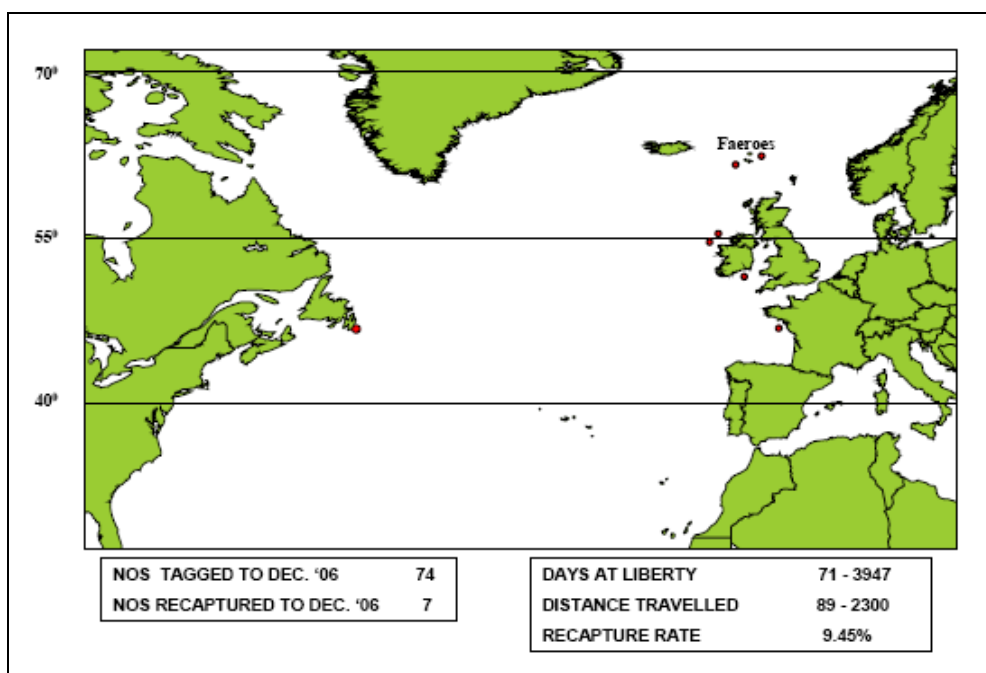 70⁰
Faeroes
55⁰
40⁰
NOS TAGGED TO DEC. ‘06 74
NOS RECAPTURED TO DEC. ‘06 7
DAYS AT LIBERTY 71 - 3947
DISTANCE TRAVELLED 89 - 2300
RECAPTURE RATE 9.45%